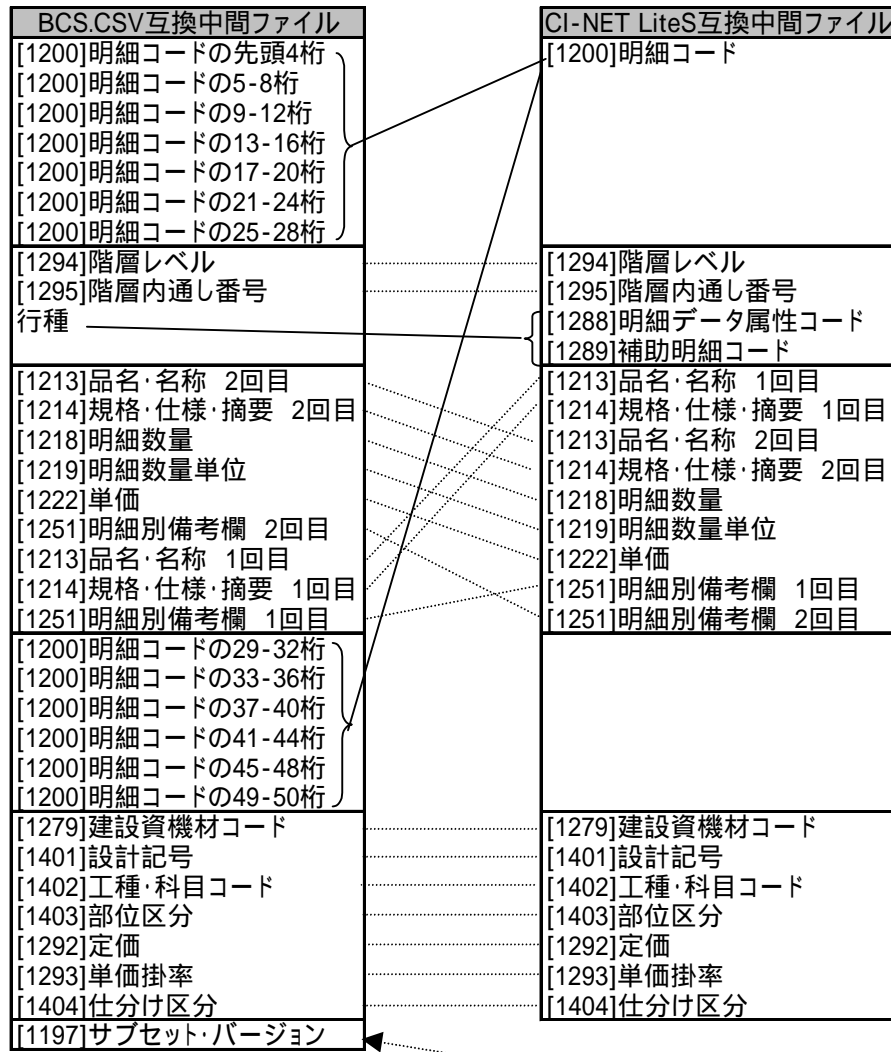 BCS.CSV互換中間ファイル
[1200]明細コードの先頭4桁
[1200]明細コードの5-8桁
[1200]明細コードの9-12桁
[1200]明細コードの13-16桁
[1200]明細コードの17-20桁
[1200]明細コードの21-24桁
[1200]明細コードの25-28桁
[1294]階層レベル
[1295]階層内通し番号
行種
[1213]品名・名称 2回目
[1214]規格・仕様・摘要 2回目
[1218]明細数量
[1219]明細数量単位
[1222]単価
[1251]明細別備考欄 2回目
[1213]品名・名称 1回目
[1214]規格・仕様・摘要 1回目
[1251]明細別備考欄 1回目
[1200]明細コードの29-32桁
[1200]明細コードの33-36桁
[1200]明細コードの37-40桁
[1200]明細コードの41-44桁
[1200]明細コードの45-48桁
[1200]明細コードの49-50桁
[1279]建設資機材コード
[1401]設計記号
[1402]工種・科目コード
[1403]部位区分
[1292]定価
[1293]単価掛率
[1404]仕分け区分
[1197]サブセット・バージョン
CI-NET LiteS互換中間ファイル
[1200]明細コード
[1294]階層レベル
[1295]階層内通し番号
[1288]明細データ属性コード
[1289]補助明細コード
[1213]品名・名称 1回目
[1214]規格・仕様・摘要 1回目
[1213]品名・名称 2回目
[1214]規格・仕様・摘要 2回目
[1218]明細数量
[1219]明細数量単位
[1222]単価
[1251]明細別備考欄 1回目
[1251]明細別備考欄 2回目
[1279]建設資機材コード
[1401]設計記号
[1402]工種・科目コード
[1403]部位区分
[1292]定価
[1293]単価掛率
[1404]仕分け区分